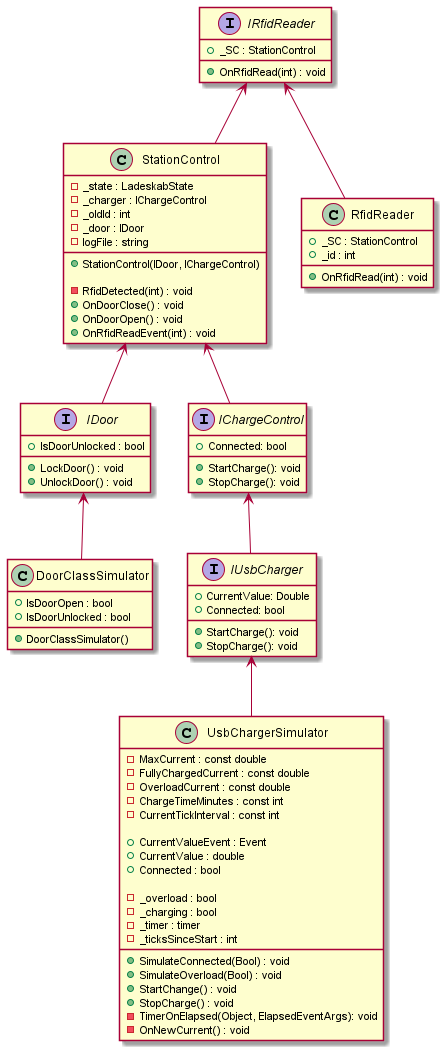 I IRfidReader
_SC : StationControl
OnRfidRead(int) : void
C StationControl
_state : LadeskabState
_charger : IChargeControl
_oldId : int
_door : IDoor
logFile : string
StationControl(IDoor, IChargeControl)
RfidDetected(int) : void
OnDoorClose() : void
OnDoorOpen() : void
OnRfidReadEvent(int) : void
C RfidReader
_SC : StationControl
_id : int
OnRfidRead(int) : void
I IDoor
IsDoorUnlocked : bool
LockDoor() : void
UnlockDoor() : void
I IChargeControl
Connected: bool
StartCharge(): void
StopCharge(): void
C DoorClassSimulator
IsDoorOpen : bool
IsDoorUnlocked : bool
DoorClassSimulator()
I IUsbCharger
CurrentValue: Double
Connected: bool
StartCharge(): void
StopCharge(): void
C UsbChargerSimulator
MaxCurrent : const double
FullyChargedCurrent : const double
OverloadCurrent : const double
ChargeTimeMinutes : const int
CurrentTickInterval : const int
CurrentValueEvent : Event
CurrentValue : double
Connected : bool
_overload : bool
_charging : bool
_timer : timer
_ticksSinceStart : int
SimulateConnected(Bool) : void
SimulateOverload(Bool) : void
StartChange() : void
StopCharge() : void
TimerOnElapsed(Object, ElapsedEventArgs): void
OnNewCurrent() : void